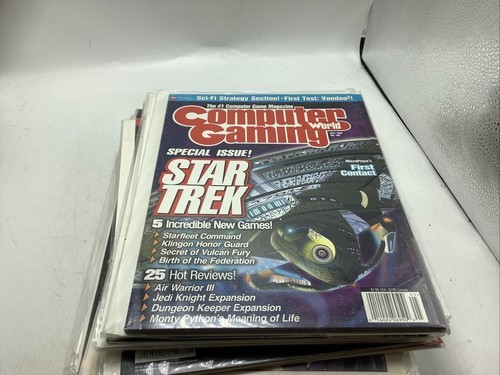 Sci-Fi Strategy Section! • First Test: Voodoo²!
The #1 Computer Game Magazine
Computer
Gaming
World
SPECIAL ISSUE!
STAR
TREK
MicroProse's
First
Contact
5 Incredible New Games!
Starfleet Command
Klingon Honor Guard
Secret of Vulcan Fury
Birth of the Federation
25 Hot Reviews!
Air Warrior III
Jedi Knight Expansion
Dungeon Keeper Expansion
Monty Python's Meaning of Life